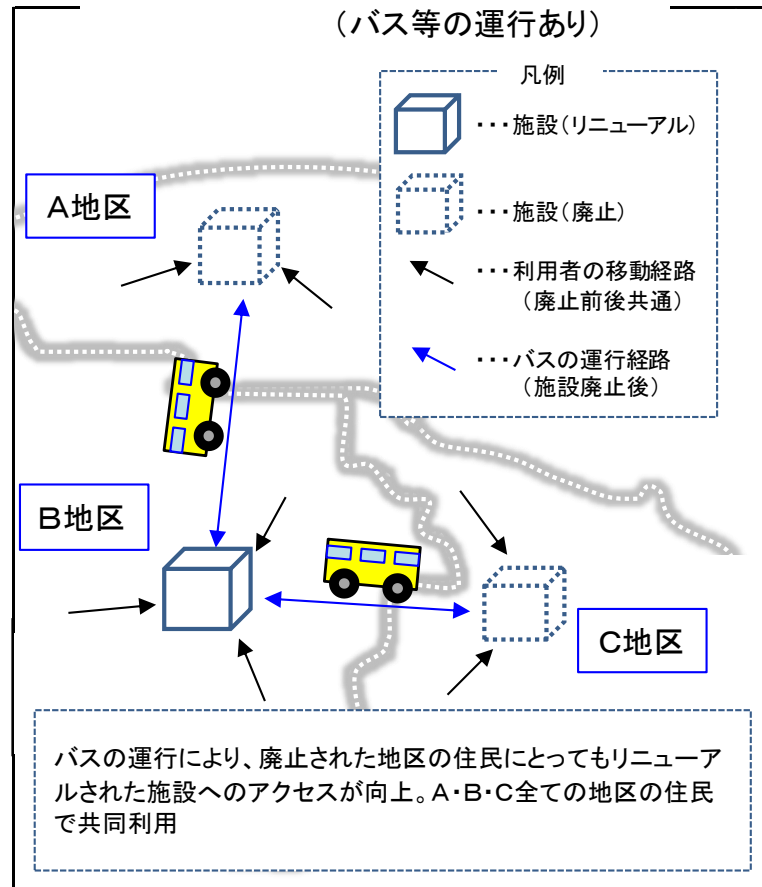 （バス等の運行あり）
凡例
・・・施設（リニューアル）
・・・施設（廃止）
・・・利用者の移動経路
（廃止前後共通）
・・・バスの運行経路
（施設廃止後）
A地区
B地区
C地区
バスの運行により、廃止された地区の住民にとってもリニューア
ルされた施設へのアクセスが向上。A・B・C全ての地区の住民
で共同利用